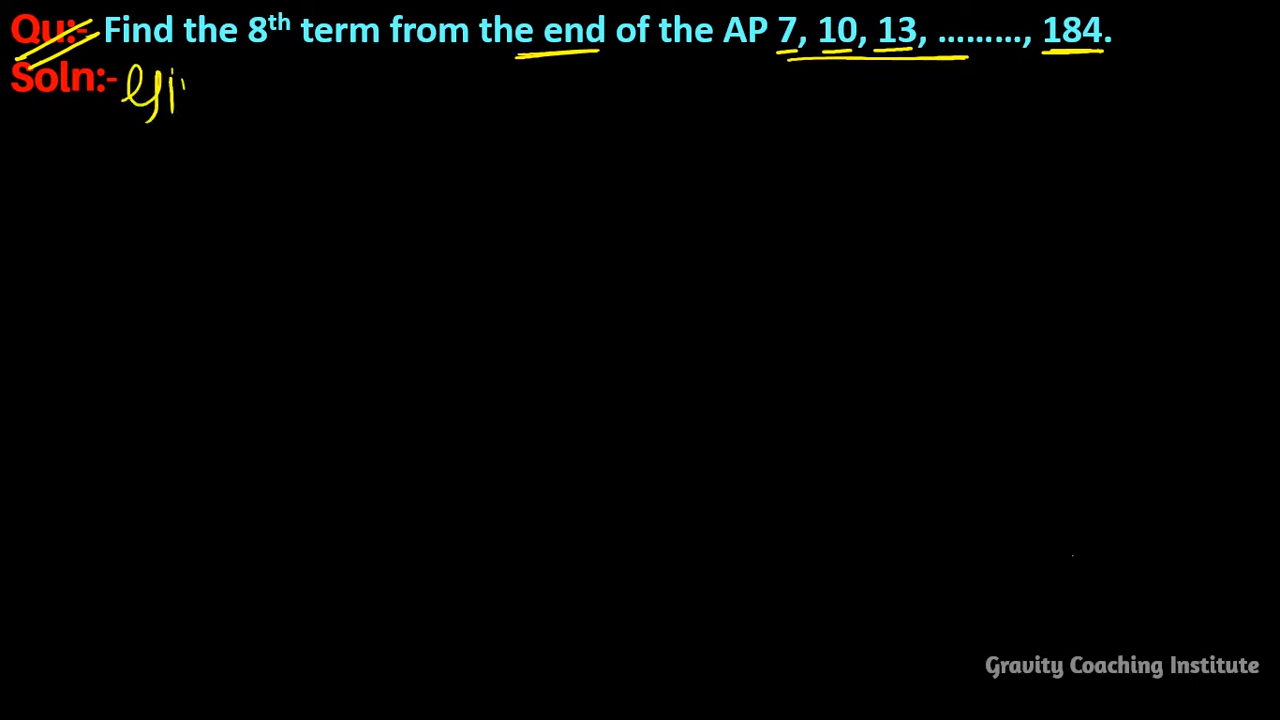 Qu:- Find the 8th term from the end of the AP 7, 10, 13, ………, 184.
Soln:- Gi
Gravity Coaching Institute